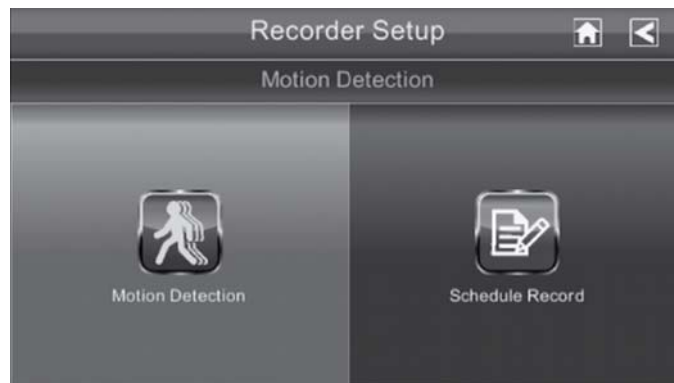 Recorder Setup
Motion Detection
Motion Detection
Schedule Record